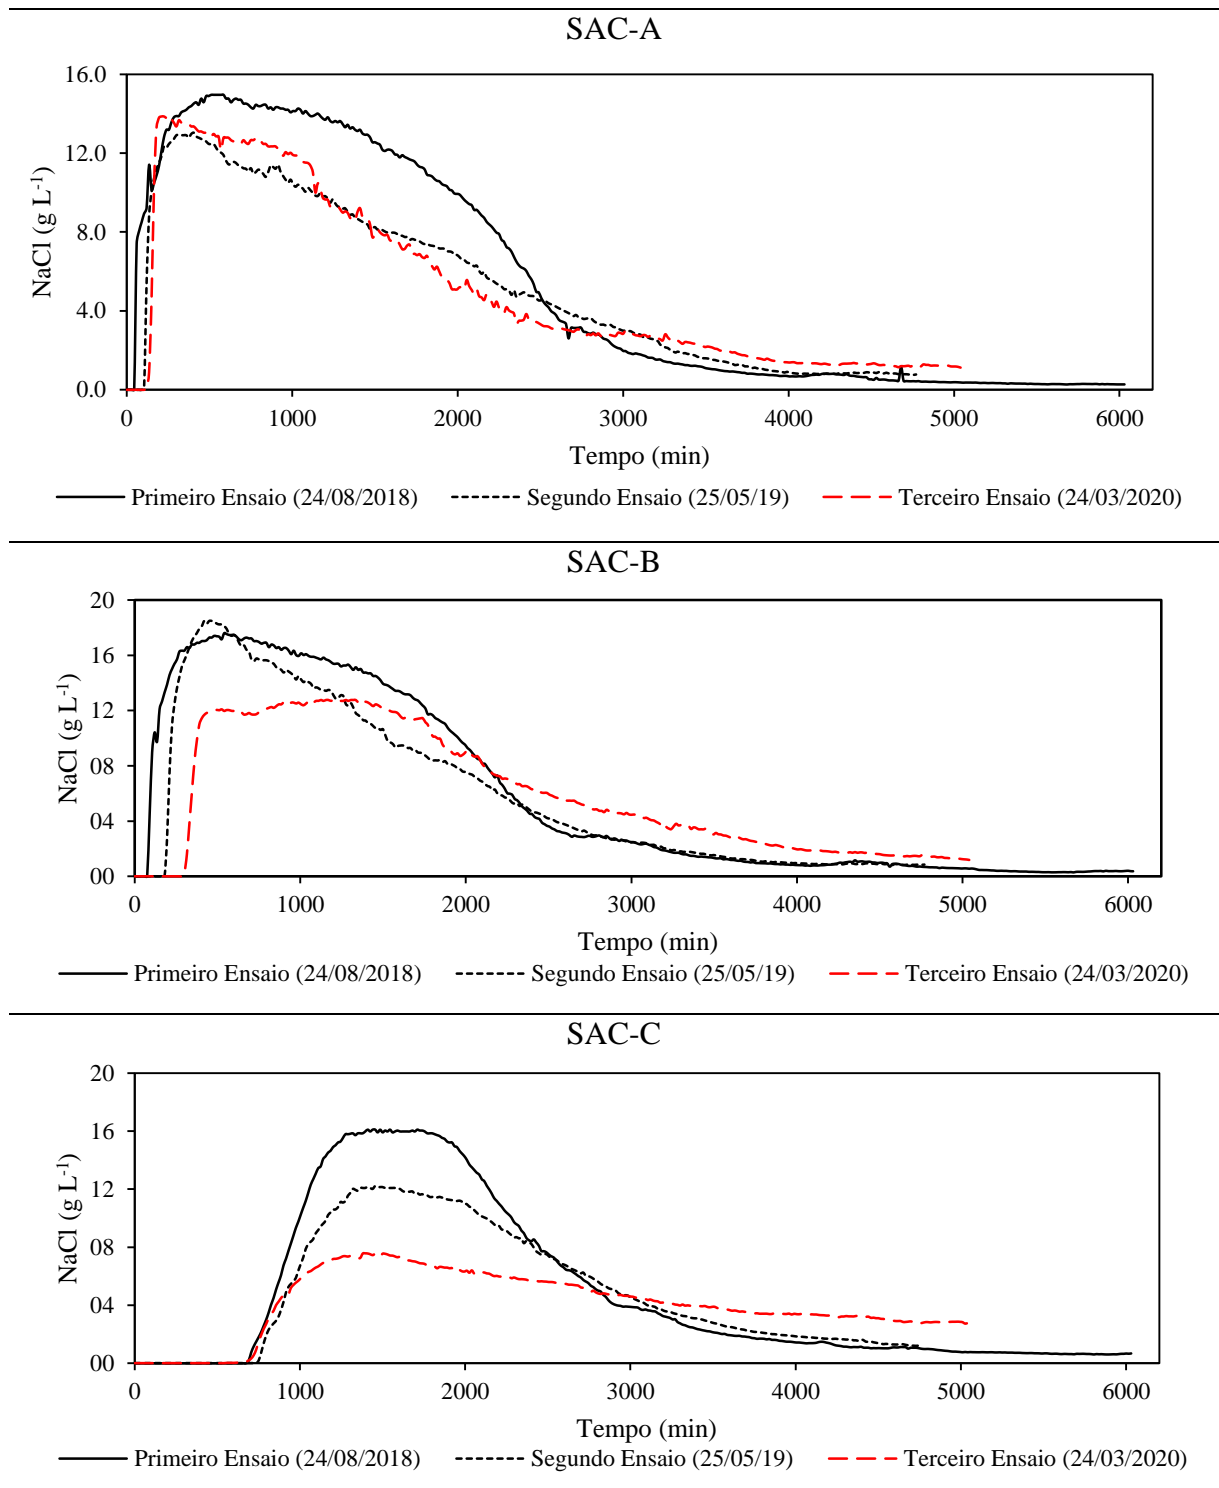 SAC-A
16.0
12.0
8.0
4.0
0.0
NaCl (g L-1)
0 1000 2000 3000 4000 5000 6000
Tempo (min)
Primeiro Ensaio (24/08/2018) Segundo Ensaio (25/05/19) Terceiro Ensaio (24/03/2020)
SAC-B
20
16
12
08
04
00
NaCl (g L-1)
0 1000 2000 3000 4000 5000 6000
Tempo (min)
Primeiro Ensaio (24/08/2018) Segundo Ensaio (25/05/19) Terceiro Ensaio (24/03/2020)
SAC-C
20
16
12
08
04
00
NaCl (g L-1)
0 1000 2000 3000 4000 5000 6000
Tempo (min)
Primeiro Ensaio (24/08/2018) Segundo Ensaio (25/05/19) Terceiro Ensaio (24/03/2020)